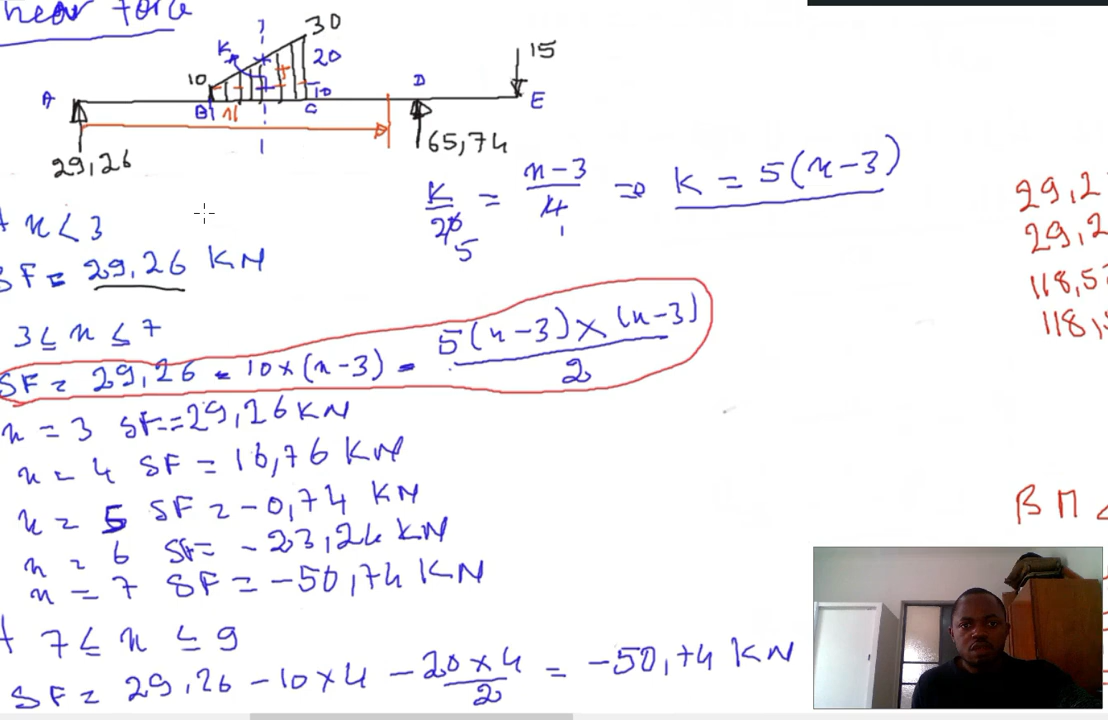 hear force
30
K
20
10
15
A
B
C
10
D
E
29,26
65,74
K/20 = x-3/4 => K = 5(x-3)
5
1
x < 3
SF = 29,26 KN
3 ≤ x ≤ 7
SF = 29,26 - 10×(x-3) - 5(x-3)×(x-3)/2
x = 3 SF = 29,26 KN
x = 4 SF = 16,76 KN
x = 5 SF = -0,74 KN
x = 6 SF = -23,24 KN
x = 7 SF = -50,74 KN
7 ≤ x ≤ 9
SF = 29,26 - 10×4 - 20×4/2 = -50,74 KN
29,2
29,2
118,5
118,
BM